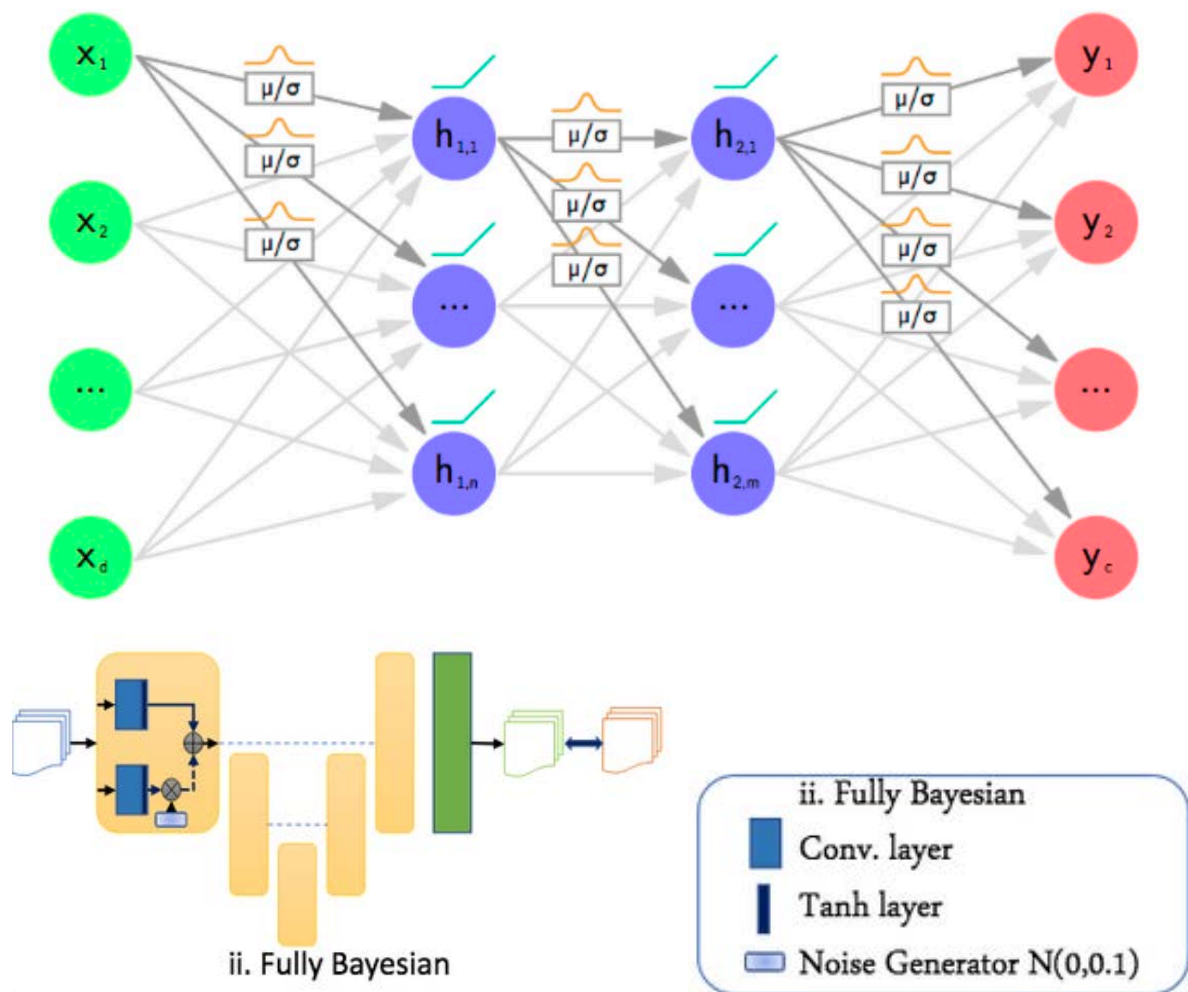 x1
μ/σ
μ/σ
μ/σ
h1,1
μ/σ
μ/σ
μ/σ
h2,1
μ/σ
μ/σ
μ/σ
μ/σ
y1
x2
...
...
y2
...
h1,n
h2,m
...
xd
yc
ii. Fully Bayesian
ii. Fully Bayesian
Conv. layer
Tanh layer
Noise Generator N(0,0.1)